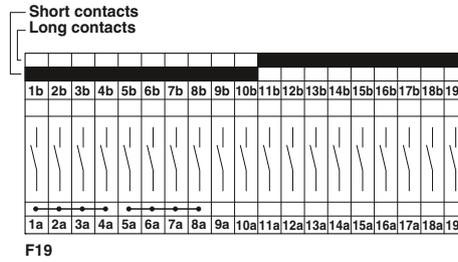 Short contacts
Long contacts
1b 2b 3b 4b 5b 6b 7b 8b 9b 10b 11b 12b 13b 14b 15b 16b 17b 18b 19
1a 2a 3a 4a 5a 6a 7a 8a 9a 10a 11a 12a 13a 14a 15a 16a 17a 18a 19
F19